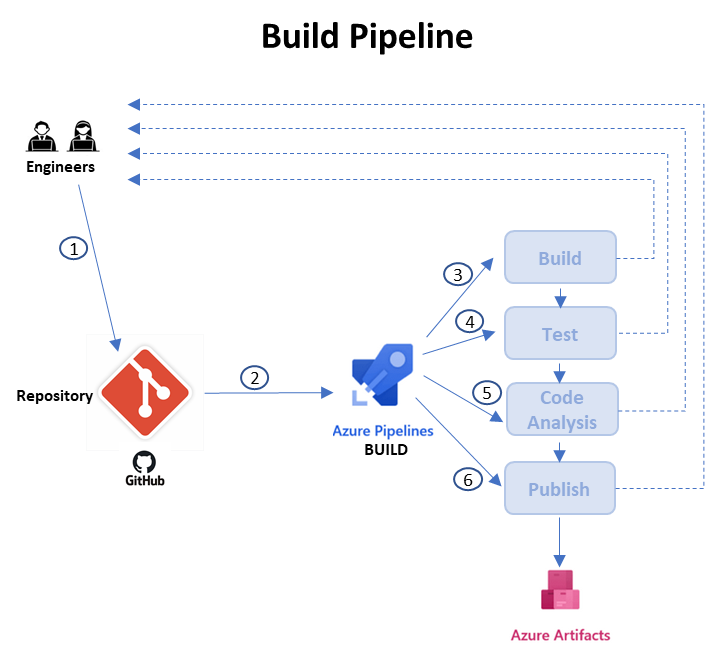 Build Pipeline
Engineers
1
3
Build
4
Test
Repository
2
5
Code
Analysis
Azure Pipelines
BUILD
GitHub
6
Publish
Azure Artifacts